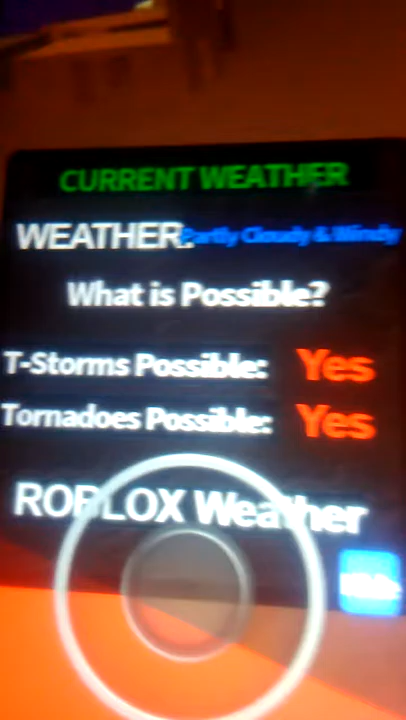 CURRENT WEATHER
WEATHER: Partly Cloudy & Windy
What is Possible?
T-Storms Possible: Yes
Tornadoes Possible: Yes
ROBLOX Weather